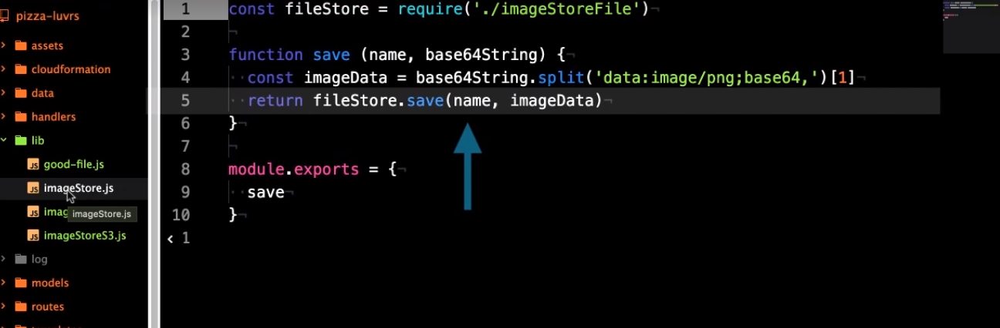 pizza-luvrs
assets
cloudformation
data
handlers
lib
good-file.js
imageStore.js
imag
imageStore.js
imageStoreS3.js
log
models
routes
1 const fileStore = require('./imageStoreFile')
2
3 function save (name, base64String) {
4 const imageData = base64String.split('data:image/png;base64,')[1]
5 return fileStore.save(name, imageData)
6 }
7
8 module.exports = {
9 save
10 }
< 1